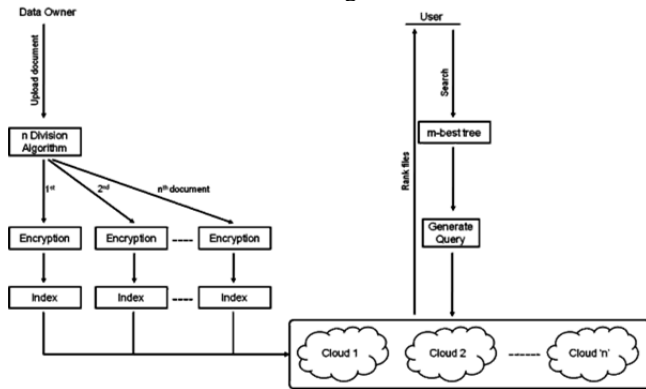 Data Owner
Upload document
n Division
Algorithm
1st
2nd
nth document
Encryption
Encryption
Encryption
Index
Index
Index
User
Search
Rank files
m-best tree
Generate
Query
Cloud 1
Cloud 2
Cloud 'n'